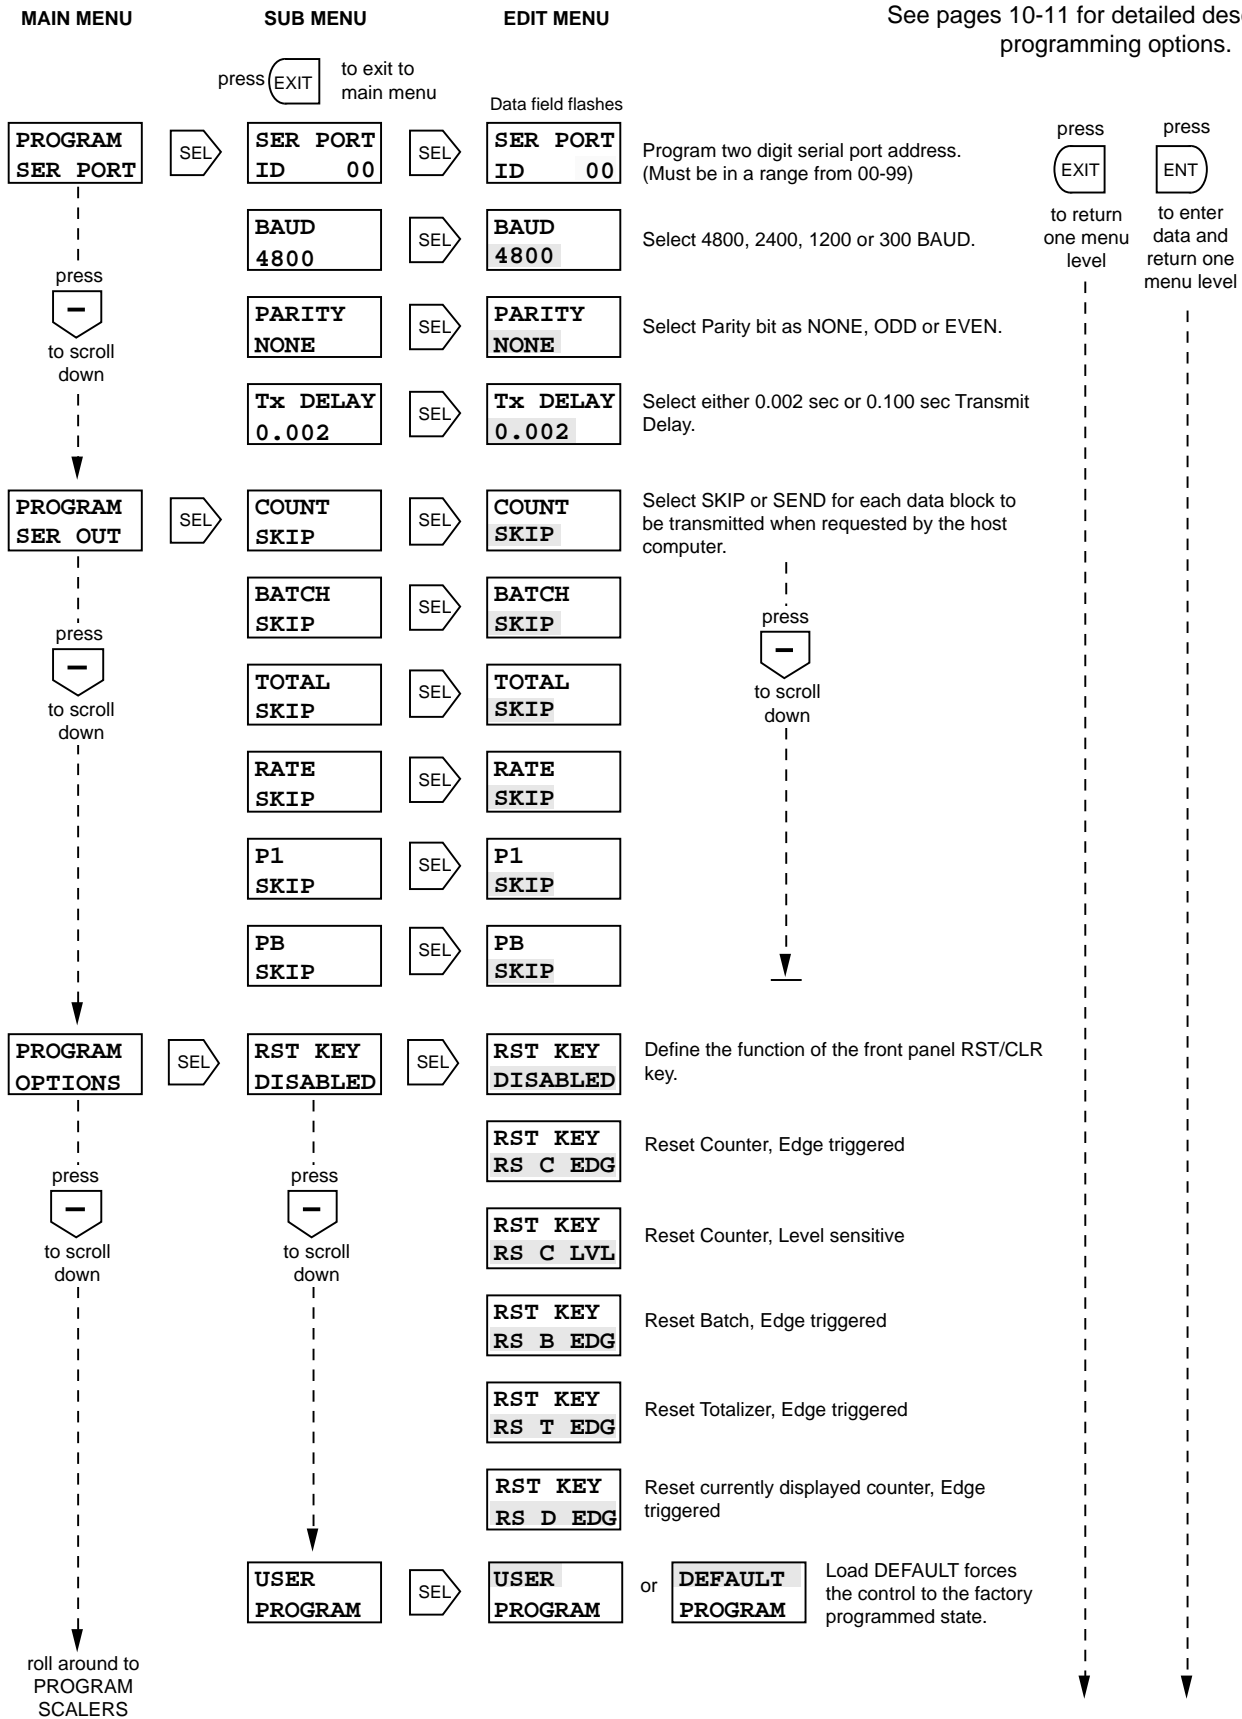 MAIN MENU
SUB MENU
EDIT MENU
See pages 10-11 for detailed des
programming options.
press EXIT to exit to
main menu
Data field flashes
PROGRAM
SER PORT
SEL
SER PORT
ID 00
SEL
SER PORT
ID 00
Program two digit serial port address.
(Must be in a range from 00-99)
press
EXIT
to return
one menu
level
press
ENT
to enter
data and
return one
menu level
BAUD
4800
SEL
BAUD
4800
Select 4800, 2400, 1200 or 300 BAUD.
press
–
to scroll
down
PARITY
NONE
SEL
PARITY
NONE
Select Parity bit as NONE, ODD or EVEN.
Tx DELAY
0.002
SEL
Tx DELAY
0.002
Select either 0.002 sec or 0.100 sec Transmit
Delay.
PROGRAM
SER OUT
SEL
COUNT
SKIP
SEL
COUNT
SKIP
Select SKIP or SEND for each data block to
be transmitted when requested by the host
computer.
BATCH
SKIP
SEL
BATCH
SKIP
press
–
to scroll
down
press
–
to scroll
down
TOTAL
SKIP
SEL
TOTAL
SKIP
RATE
SKIP
SEL
RATE
SKIP
P1
SKIP
SEL
P1
SKIP
PB
SKIP
SEL
PB
SKIP
PROGRAM
OPTIONS
SEL
RST KEY
DISABLED
SEL
RST KEY
DISABLED
Define the function of the front panel RST/CLR
key.
press
–
to scroll
down
press
–
to scroll
down
RST KEY
RS C EDG
Reset Counter, Edge triggered
RST KEY
RS C LVL
Reset Counter, Level sensitive
RST KEY
RS B EDG
Reset Batch, Edge triggered
RST KEY
RS T EDG
Reset Totalizer, Edge triggered
RST KEY
RS D EDG
Reset currently displayed counter, Edge
triggered
USER
PROGRAM
SEL
USER
PROGRAM
or
DEFAULT
PROGRAM
Load DEFAULT forces
the control to the factory
programmed state.
roll around to
PROGRAM
SCALERS